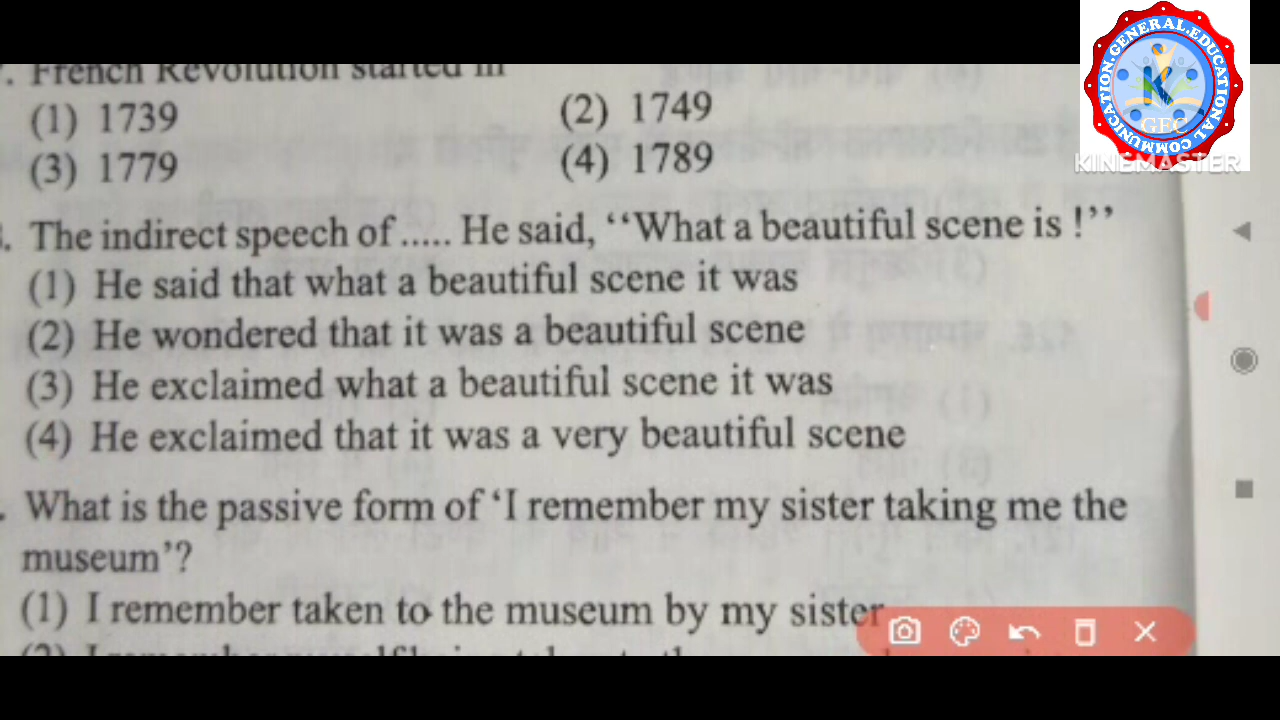 . French Revolution started in
(1) 1739 (2) 1749
(3) 1779 (4) 1789
. The indirect speech of ..... He said, ‘‘What a beautiful scene is !’’
(1) He said that what a beautiful scene it was
(2) He wondered that it was a beautiful scene
(3) He exclaimed what a beautiful scene it was
(4) He exclaimed that it was a very beautiful scene
. What is the passive form of ‘I remember my sister taking me the
museum’?
(1) I remember taken to the museum by my sister
GENERAL.EDUCATIONAL COMMUNICATION.
K
GEC
KINEMASTER